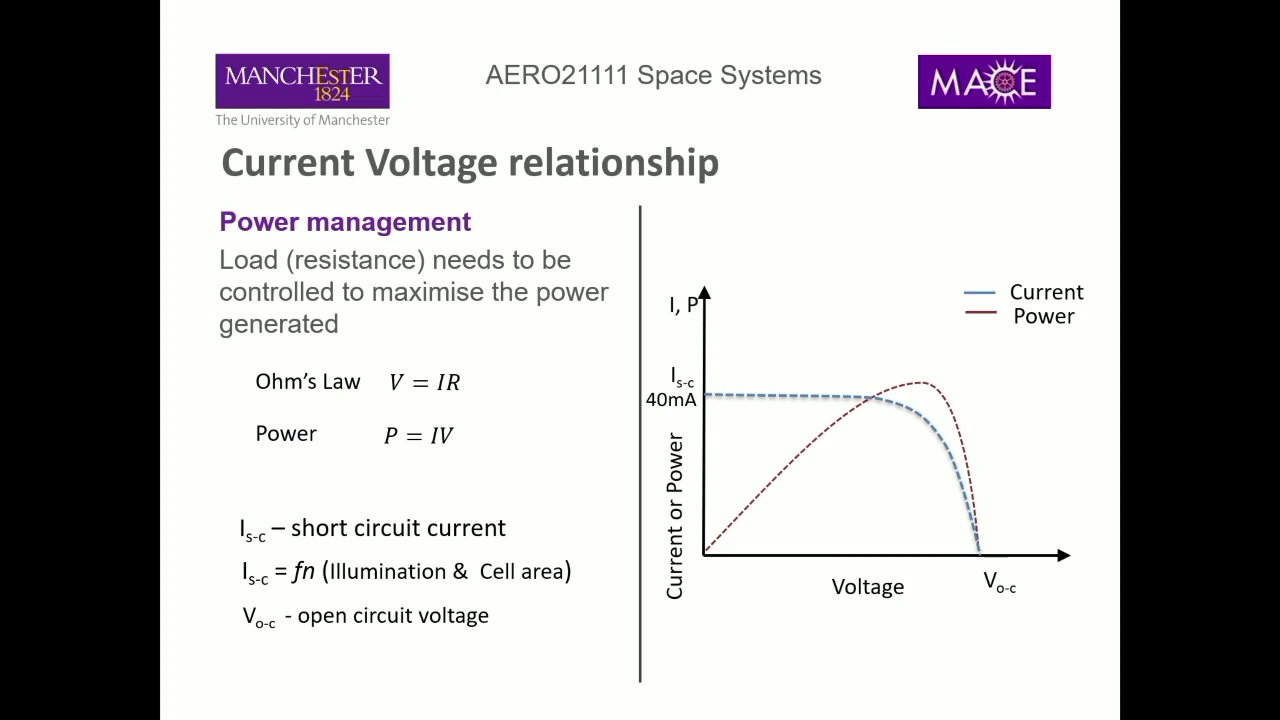 MANCHESTER
1824
The University of Manchester
AERO21111 Space Systems
MACE
Current Voltage relationship
Power management
Load (resistance) needs to be
controlled to maximise the power
generated
Ohm's Law V = IR
Power P = IV
Is-c – short circuit current
Is-c = fn (Illumination & Cell area)
Vo-c - open circuit voltage
I, P
Current
Power
Is-c
40mA
Current or Power
Voltage
Vo-c